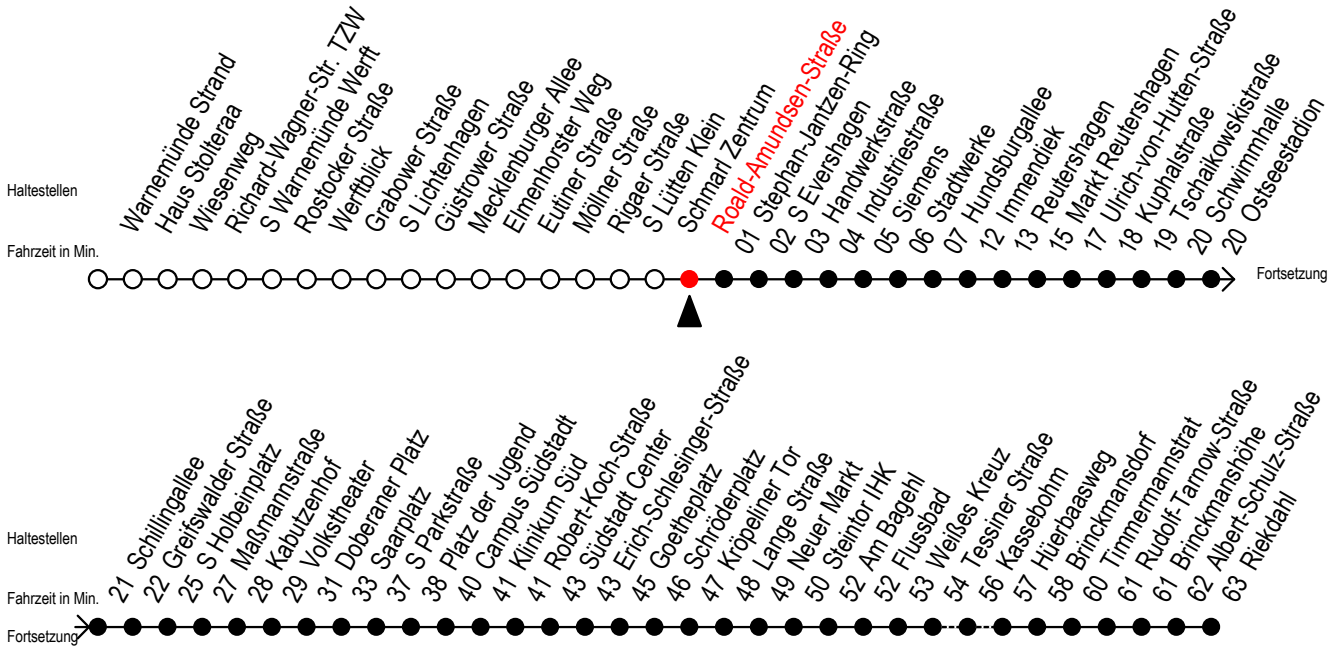 Haltestellen
Warnemünde Strand
Haus Stolteraa
Wiesenweg
Richard-Wagner-Str. TZW
S Warnemünde Werft
Rostocker Straße
Werftblick
Grabower Straße
S Lichtenhagen
Güstrower Straße
Mecklenburger Allee
Elmenhorster Weg
Eutiner Straße
Möllner Straße
Rigaer Straße
S Lütten Klein
Schmarl Zentrum
Roald-Amundsen-Straße
Fahrzeit in Min.
01 Stephan-Jantzen-Ring
02 S Evershagen
03 Handwerkstraße
04 Industriestraße
05 Siemens
06 Stadtwerke
07 Hundsburgallee
12 Immendiek
13 Reutershagen
15 Markt Reutershagen
17 Ulrich-von-Hutten-Straße
18 Kuphalstraße
19 Tschaikowskistraße
20 Schwimmhalle
20 Ostseestadion
Fortsetzung
Haltestellen
Fahrzeit in Min.
Fortsetzung
21 Schillingallee
22 Greifswalder Straße
25 S Holbeinplatz
27 Maßmannstraße
28 Kabutzenhof
29 Volkstheater
31 Doberaner Platz
33 Saarplatz
37 S Parkstraße
38 Platz der Jugend
40 Campus Südstadt
41 Klinikum Süd
41 Robert-Koch-Straße
43 Südstadt Center
43 Erich-Schlesinger-Straße
45 Goetheplatz
46 Schröderplatz
47 Kröpeliner Tor
48 Lange Straße
49 Neuer Markt
50 Steintor IHK
52 Am Bagehl
52 Flussbad
53 Weißes Kreuz
54 Tessiner Straße
56 Kassebohm
57 Hüerbaasweg
58 Brinckmansdorf
60 Timmermannstrat
61 Rudolf-Tarnow-Straße
61 Brinckmanshöhe
62 Albert-Schulz-Straße
63 Riekdahl